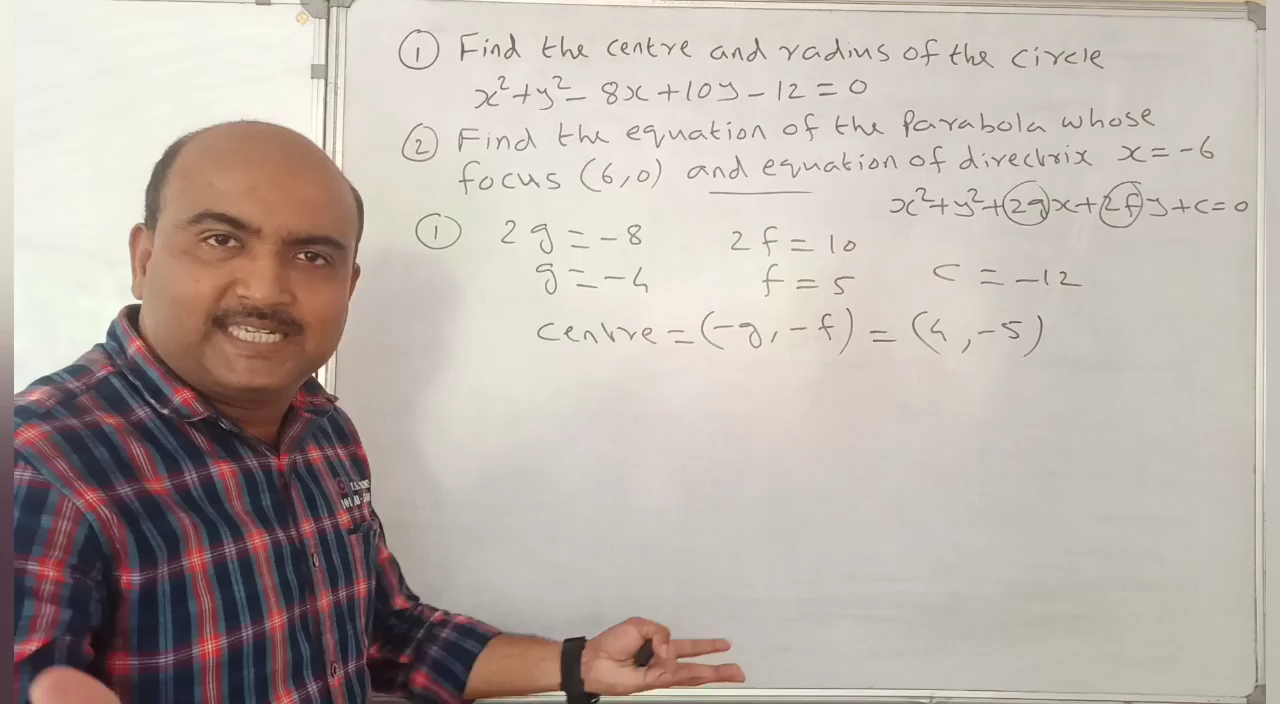 ① Find the centre and radius of the circle
x²+y²-8x+10y-12=0
② Find the equation of the Parabola whose
focus (6,0) and equation of directrix x=-6
x²+y²+2gx+2fy+c=0
① 2g=-8 2f=10
g=-4 f=5 c=-12
centre=(-g,-f)=(4,-5)